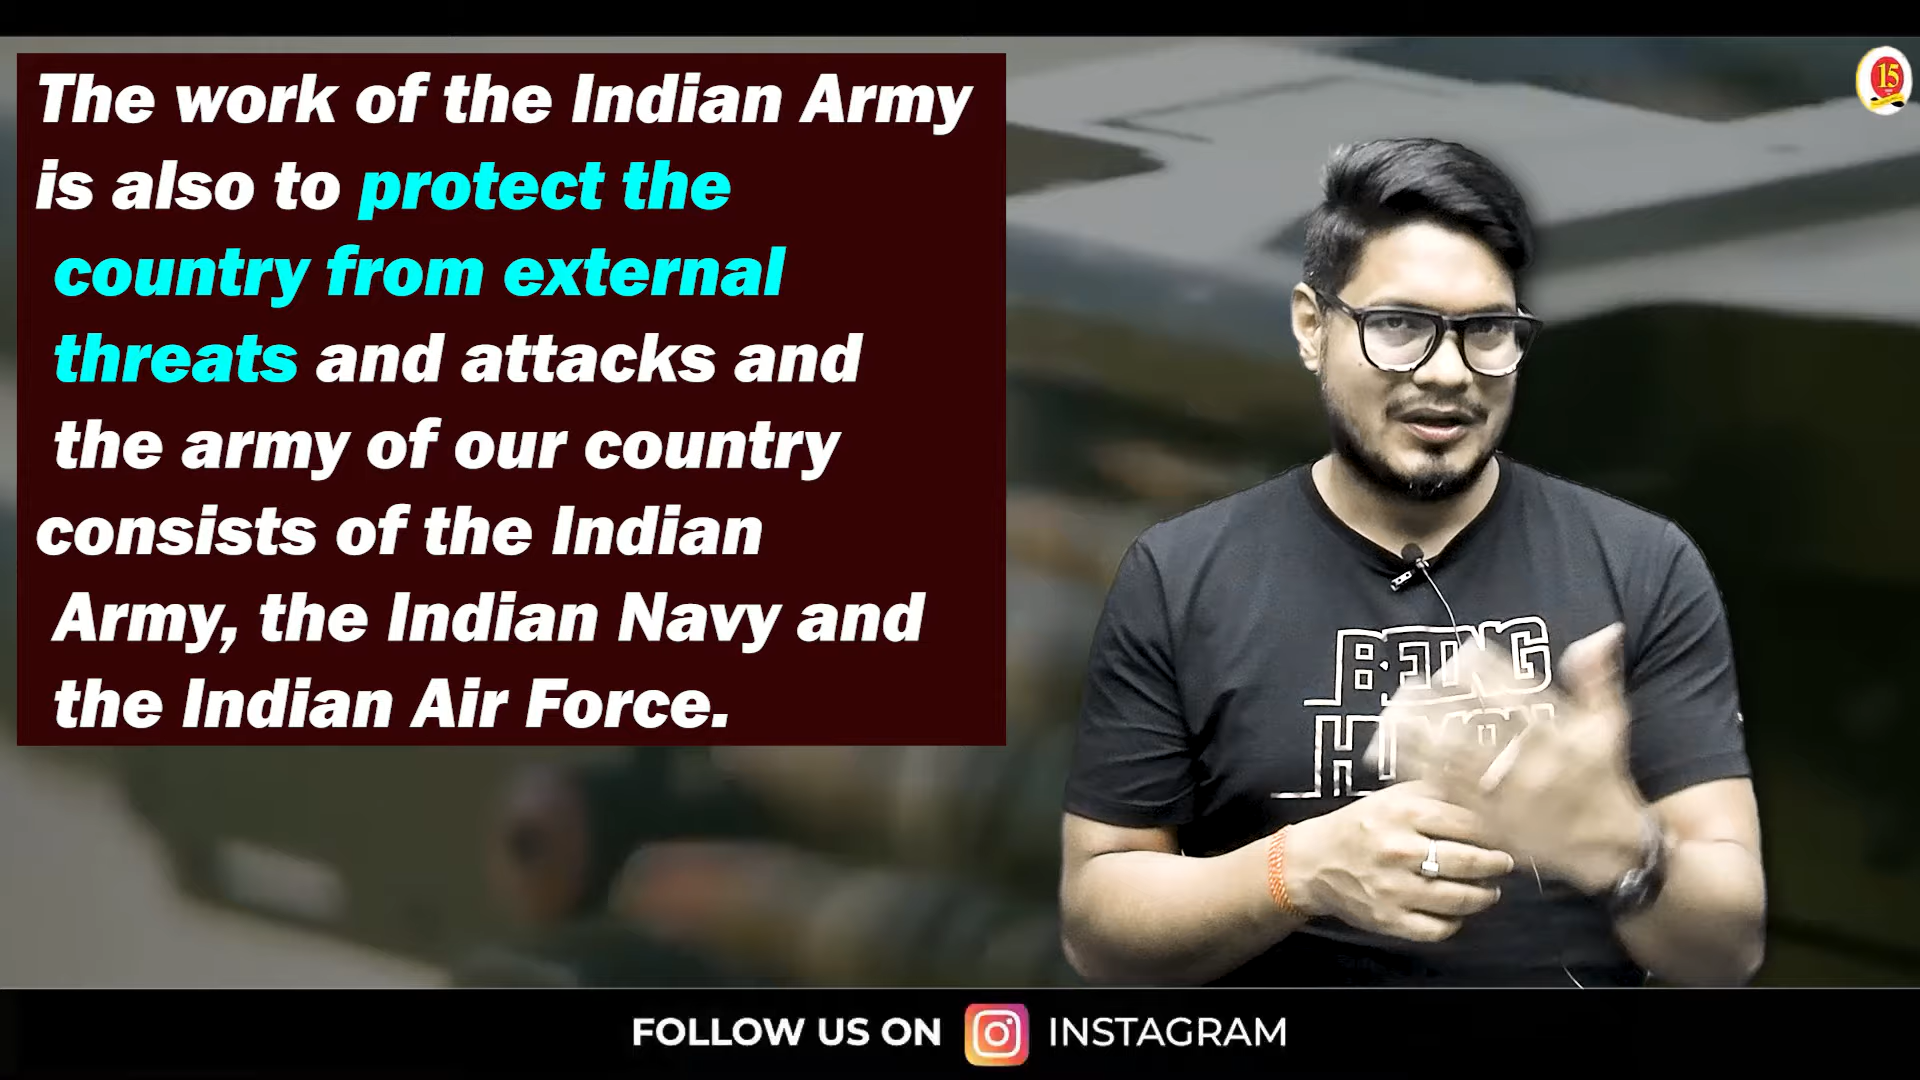 The work of the Indian Army
is also to protect the
country from external
threats and attacks and
the army of our country
consists of the Indian
Army, the Indian Navy and
the Indian Air Force.
15
BEING
FOLLOW US ON INSTAGRAM